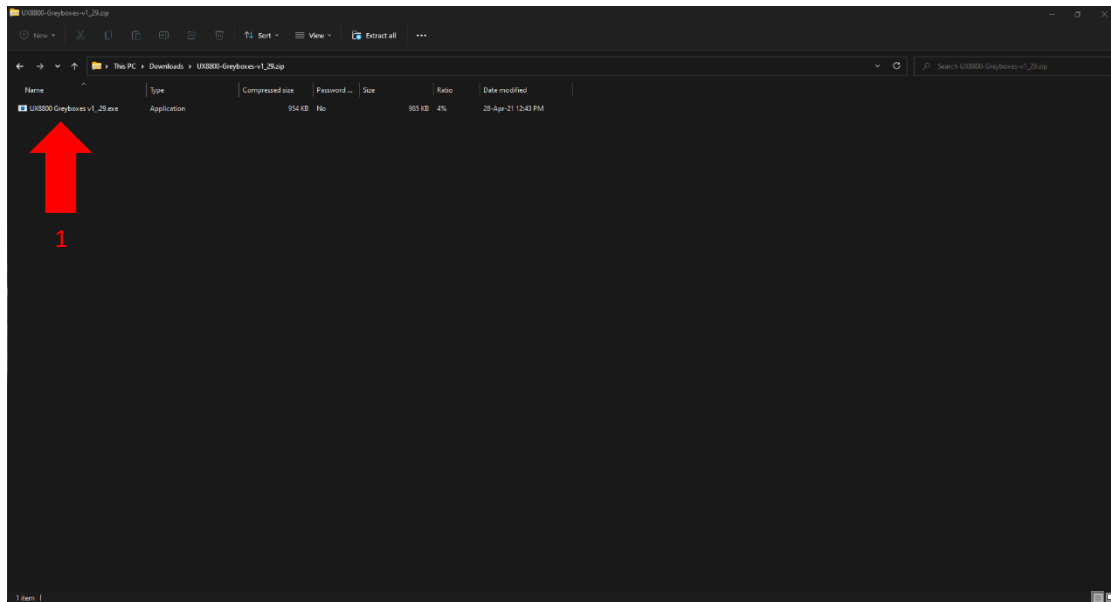 UX8800-Greyboxes-v1_29.zip
New Sort View Extract all
This PC > Downloads > UX8800-Greyboxes-v1_29.zip Search UX8800-Greyboxes-v1_29.zip
Name Type Compressed size Password ... Size Ratio Date modified
UX8800 Greyboxes v1_.29.exe Application 954 KB No 985 KB 4% 28-Apr-21 12:43 PM
1
1 item